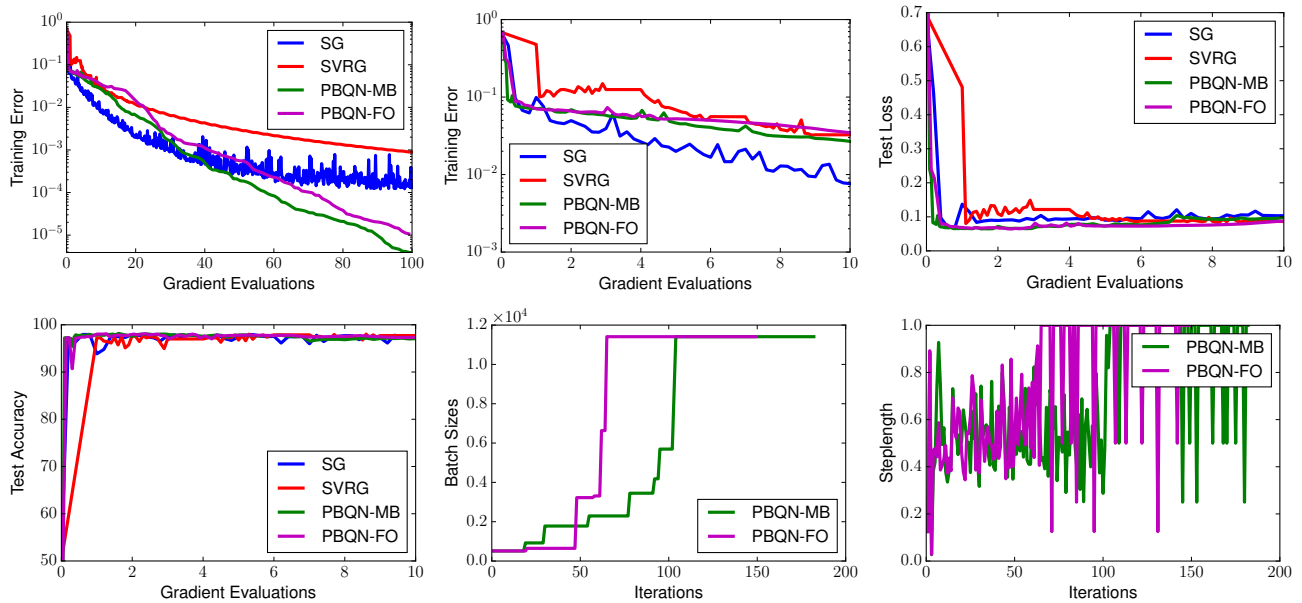 10^0
10^-1
10^-2
10^-3
10^-4
10^-5
0 20 40 60 80 100
Training Error
Gradient Evaluations
SG
SVRG
PBQN-MB
PBQN-FO
10^0
10^-1
10^-2
10^-3
0 2 4 6 8 10
Training Error
Gradient Evaluations
SG
SVRG
PBQN-MB
PBQN-FO
0.7
0.6
0.5
0.4
0.3
0.2
0.1
0.0
0 2 4 6 8 10
Test Loss
Gradient Evaluations
SG
SVRG
PBQN-MB
PBQN-FO
100
90
80
70
60
50
0 2 4 6 8 10
Test Accuracy
Gradient Evaluations
SG
SVRG
PBQN-MB
PBQN-FO
×10^4
1.2
1.0
0.8
0.6
0.4
0.2
0.0
0 50 100 150 200
Batch Sizes
Iterations
PBQN-MB
PBQN-FO
1.0
0.8
0.6
0.4
0.2
0.0
0 50 100 150 200
Steplength
Iterations
PBQN-MB
PBQN-FO